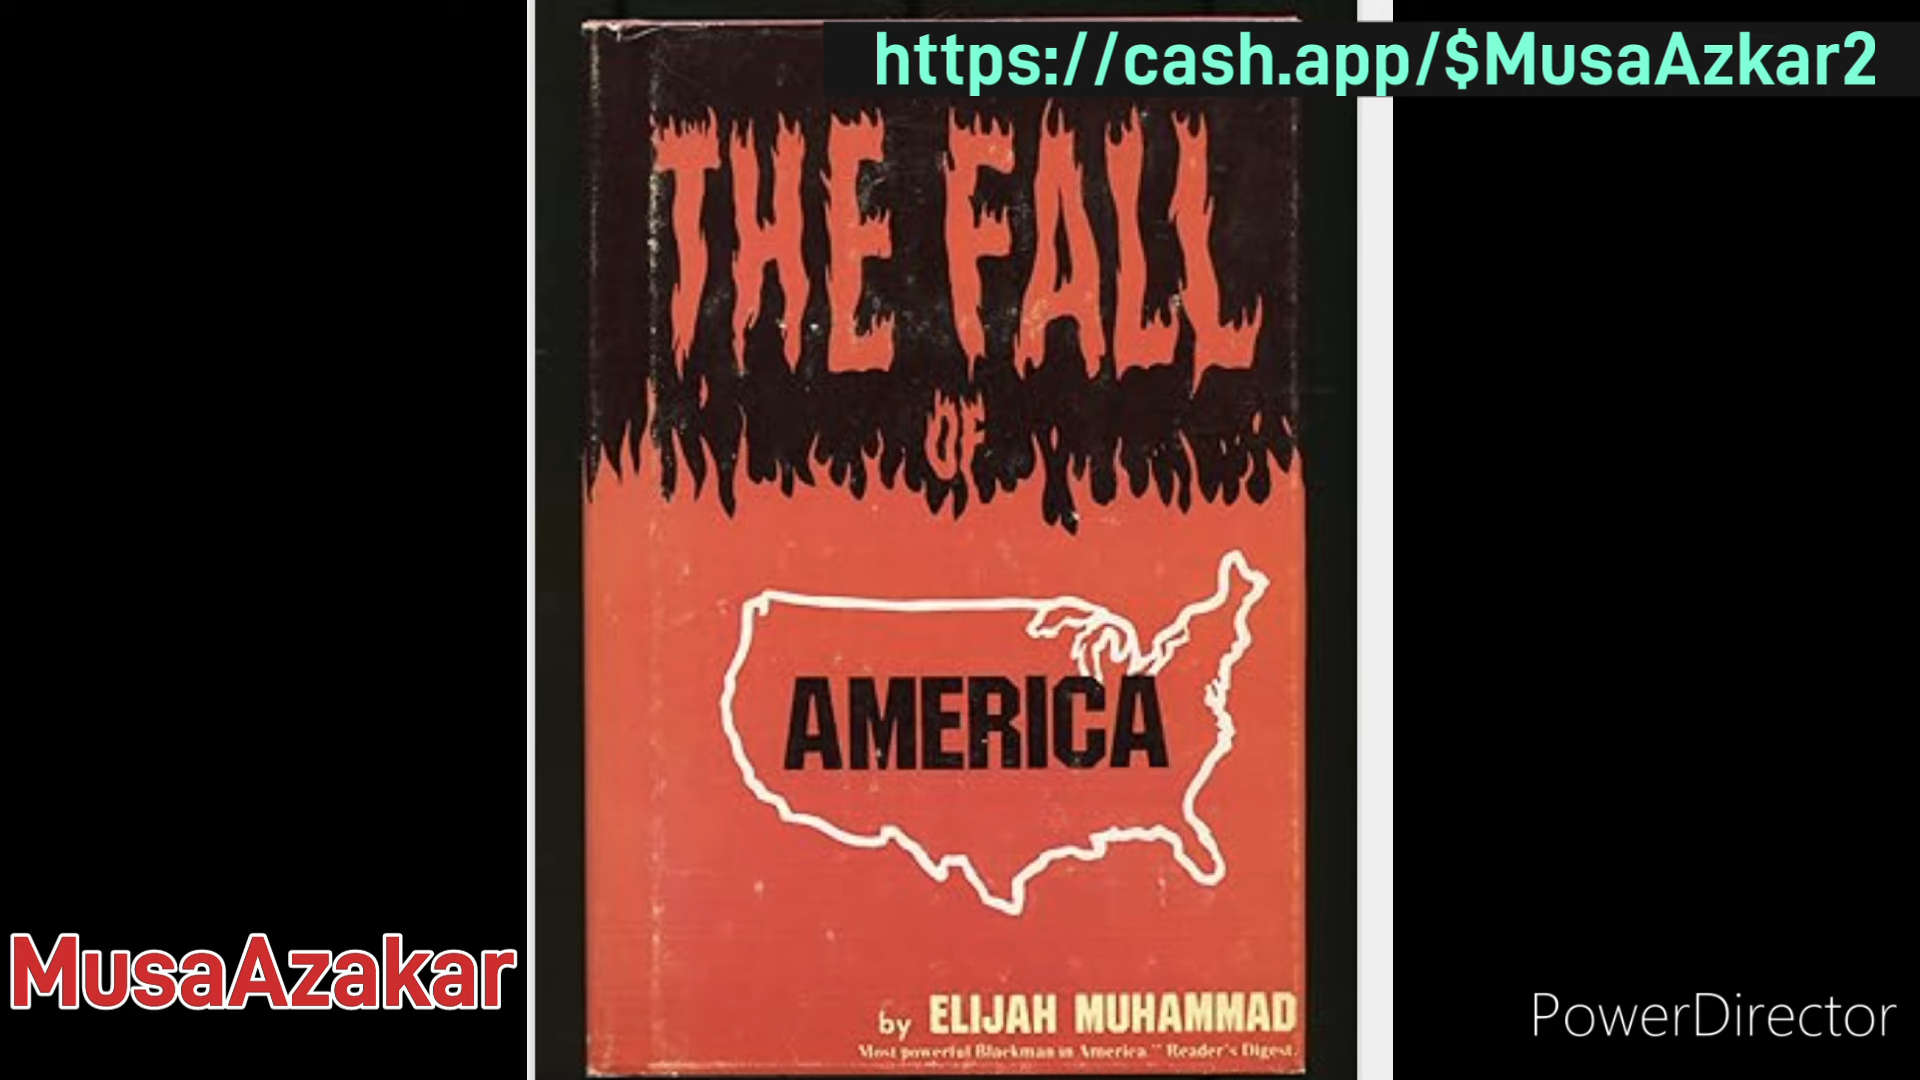 https://cash.app/$MusaAzkar2
THE FALL
OF
AMERICA
by ELIJAH MUHAMMAD
Most powerful Blackman in America." Reader's Digest.
MusaAzakar
PowerDirector